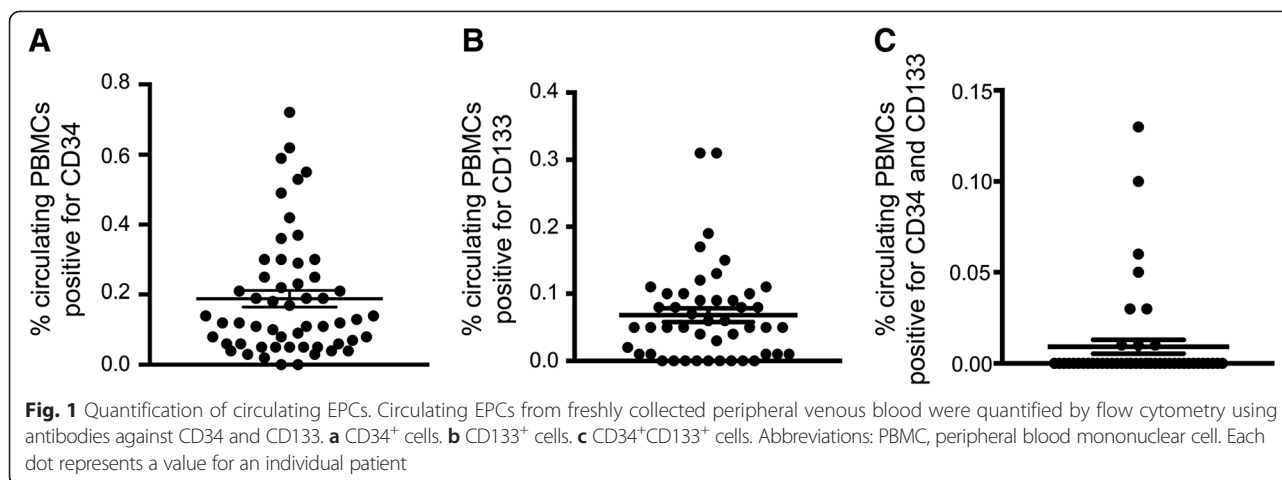 A
B
C
% circulating PBMCs
positive for CD34
0.8
0.6
0.4
0.2
0.0
% circulating PBMCs
positive for CD133
0.4
0.3
0.2
0.1
0.0
% circulating PBMCs
positive for CD34 and CD133
0.15
0.10
0.05
0.00
Fig. 1 Quantification of circulating EPCs. Circulating EPCs from freshly collected peripheral venous blood were quantified by flow cytometry using
antibodies against CD34 and CD133. a CD34⁺ cells. b CD133⁺ cells. c CD34⁺CD133⁺ cells. Abbreviations: PBMC, peripheral blood mononuclear cell. Each
dot represents a value for an individual patient